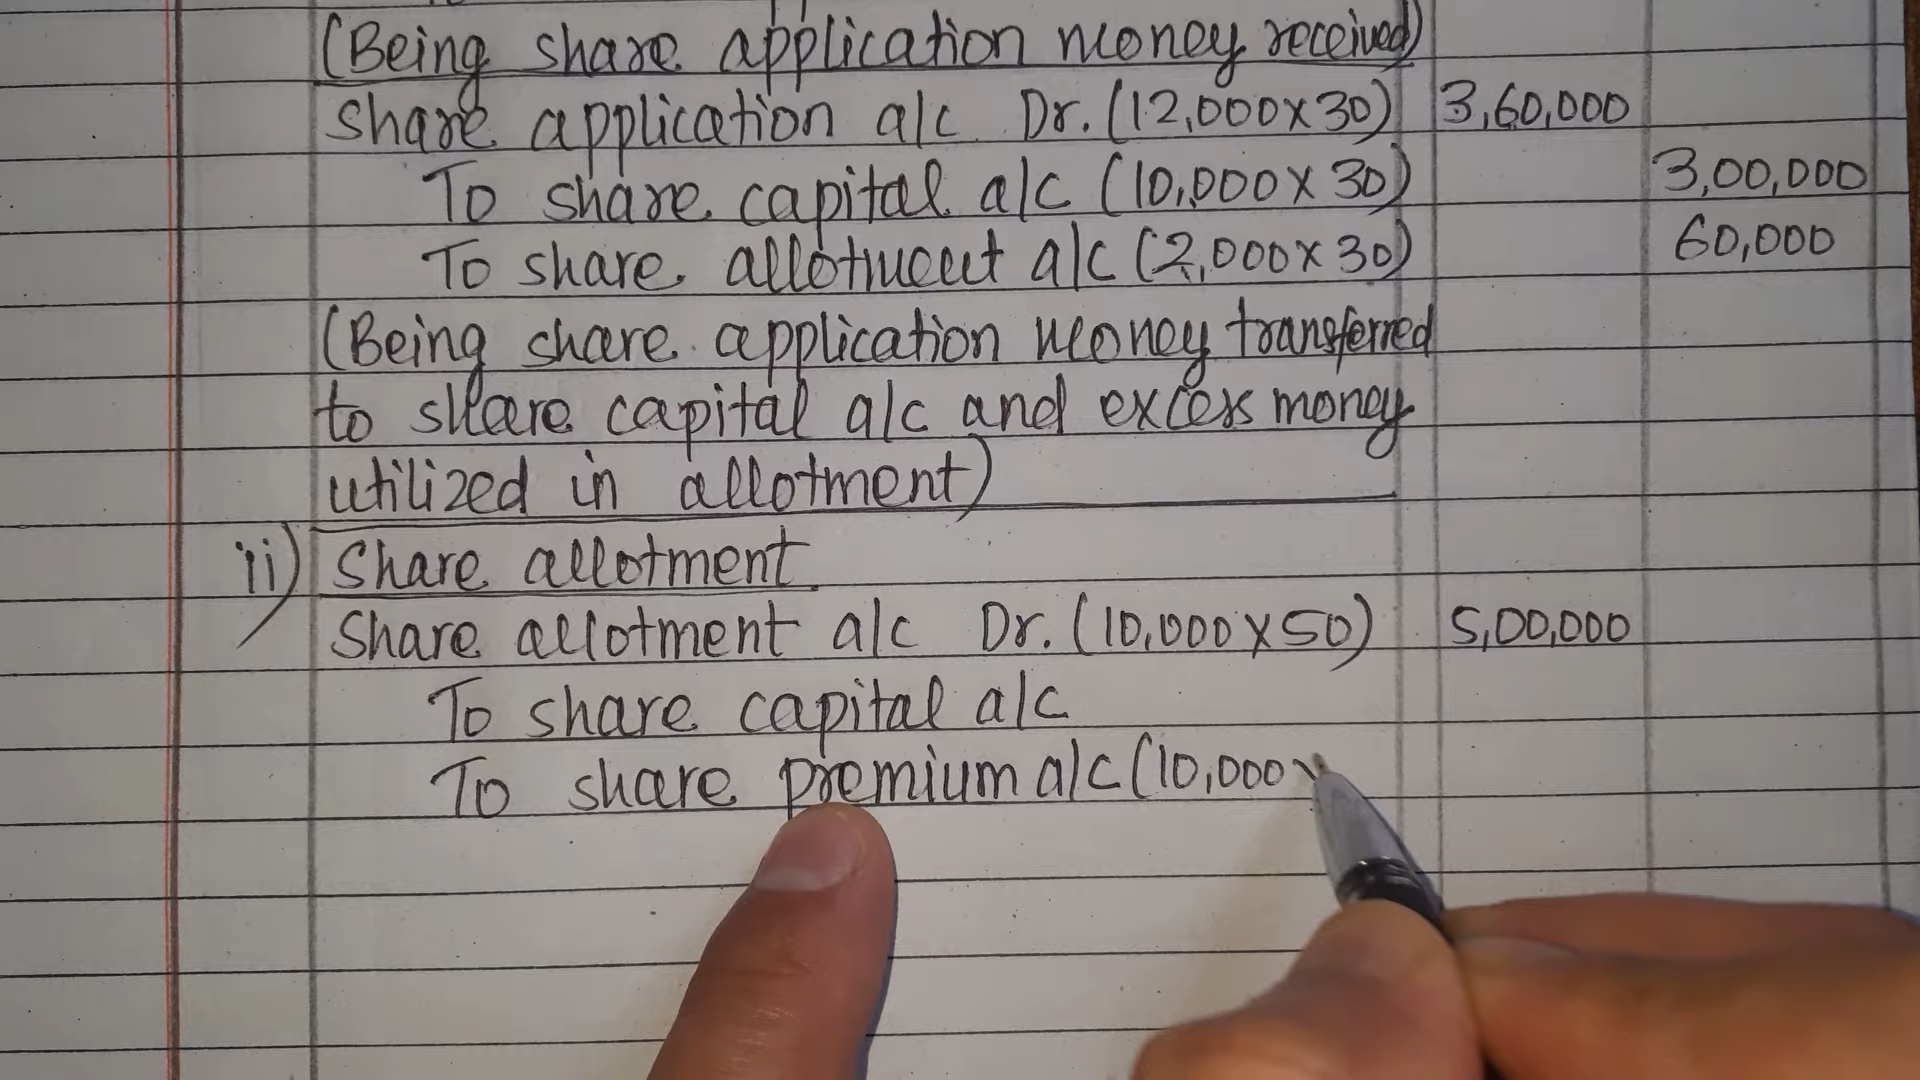 (Being share application money received)
Share application a/c Dr. (12,000x30) 3,60,000
To share capital a/c (10,000x30) 3,00,000
To share allotment a/c (2,000x30) 60,000
(Being share application money transferred
to share capital a/c and excess money
utilized in allotment)
ii) Share allotment
Share allotment a/c Dr. (10,000x50) 5,00,000
To share capital a/c
To share premium a/c (10,000x